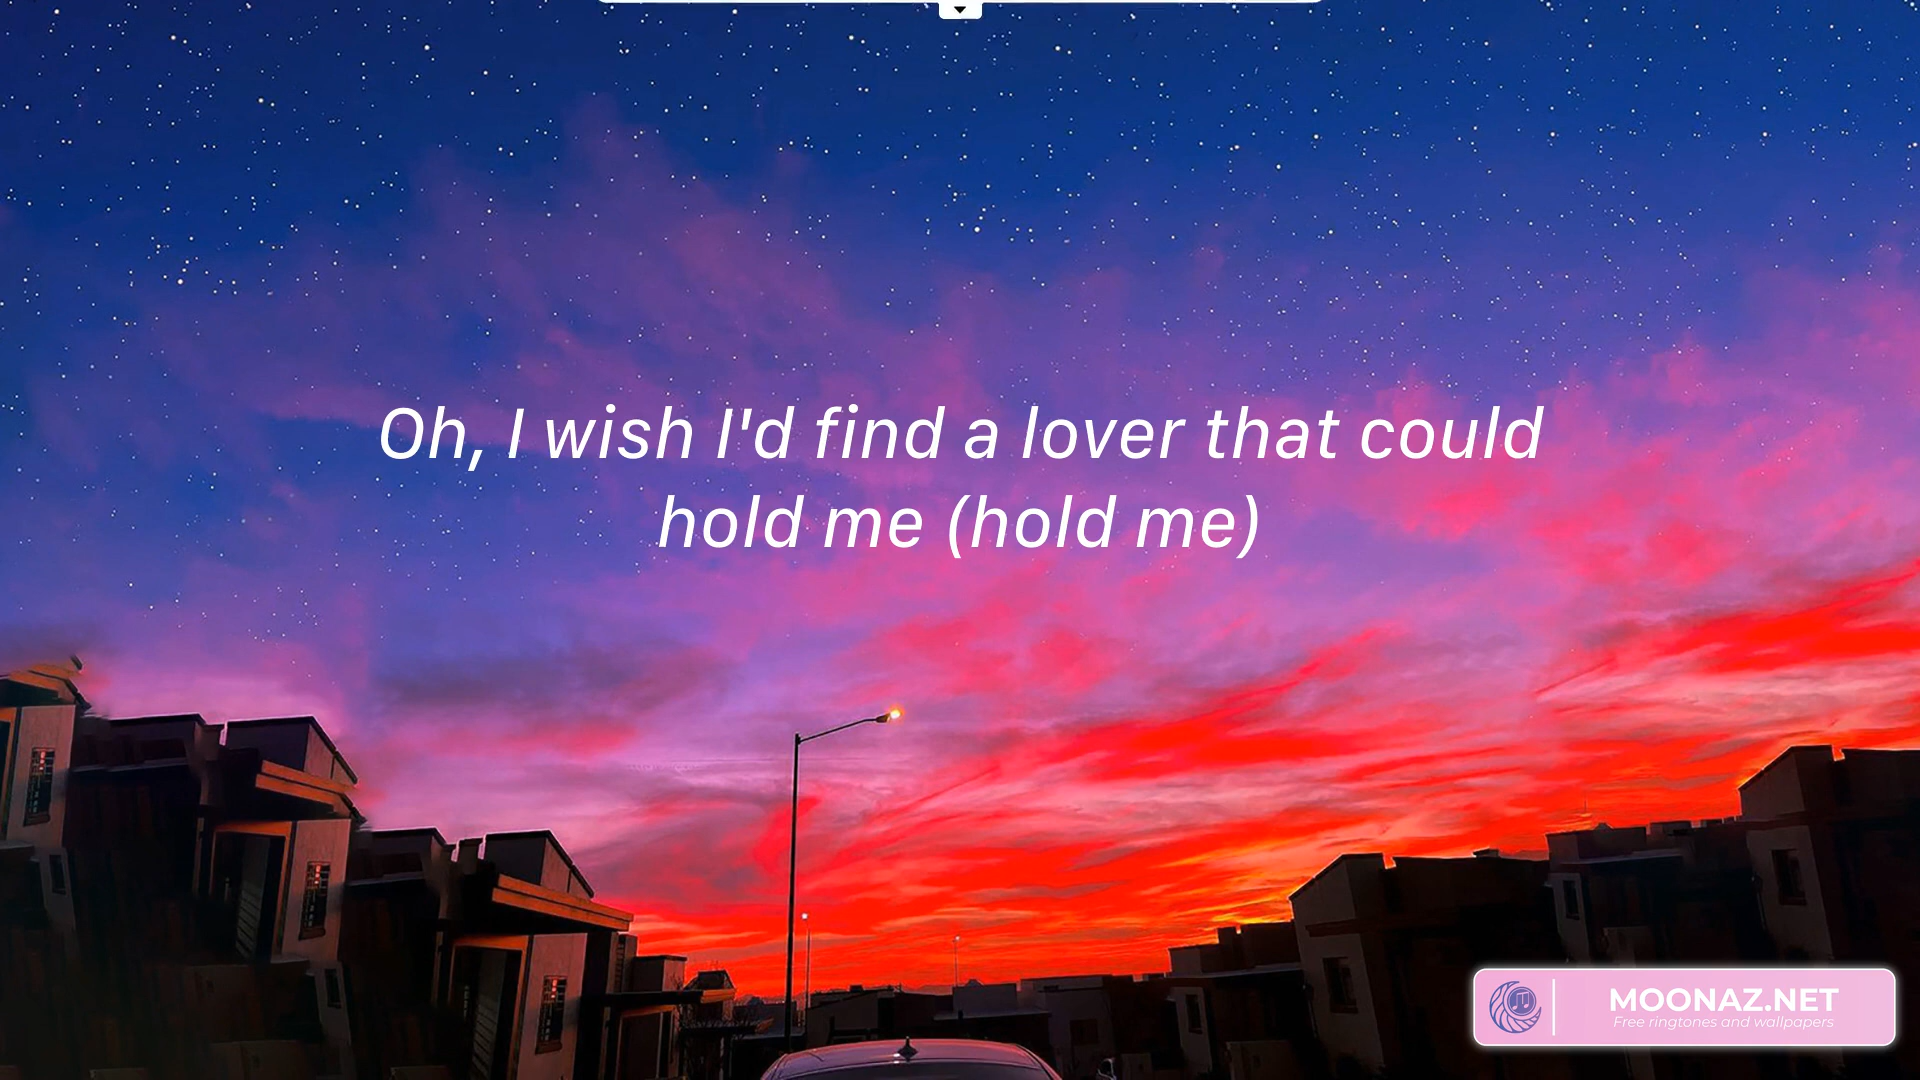 Oh, I wish I'd find a lover that could
hold me (hold me)
MOONAZ.NET
Free ringtones and wallpapers